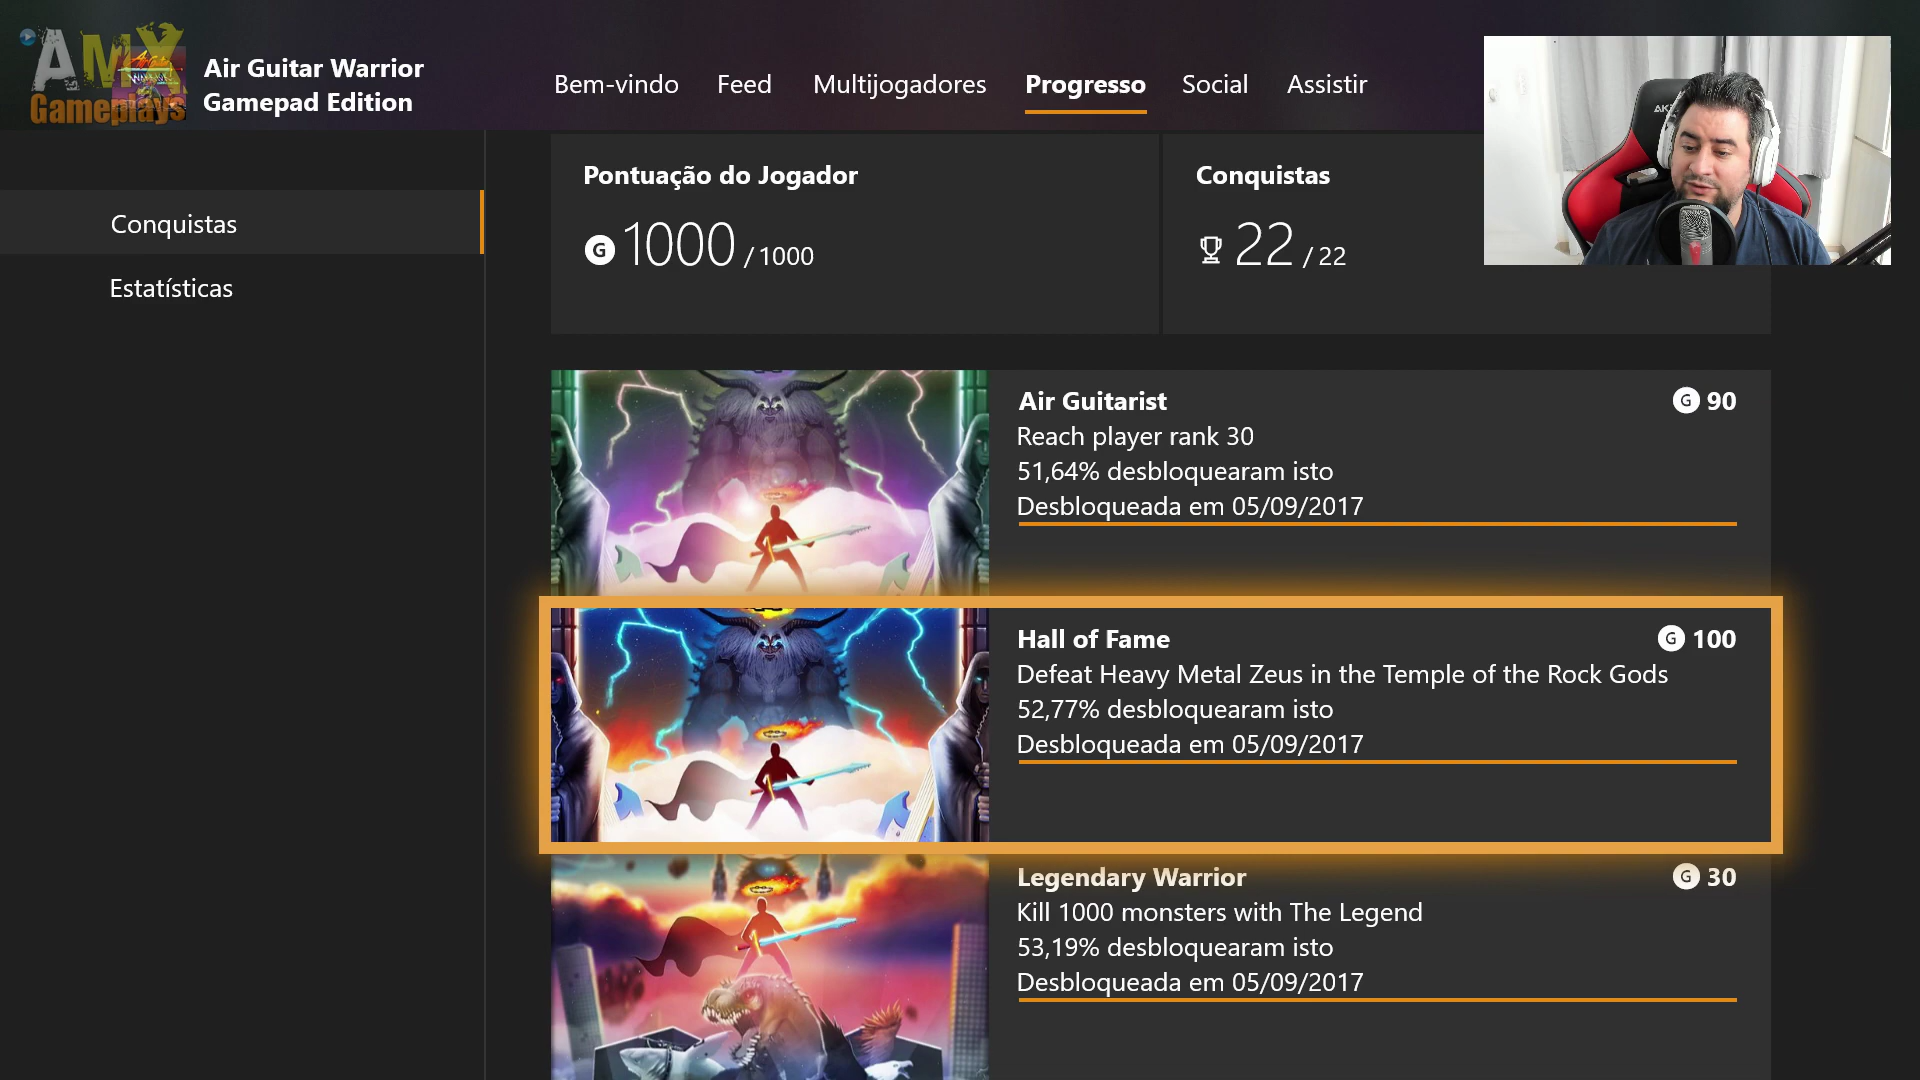 AMX
Gameplays
Air Guitar Warrior
Gamepad Edition
Bem-vindo
Feed
Multijogadores
Progresso
Social
Assistir
Conquistas
Estatísticas
Pontuação do Jogador
G 1000 / 1000
Conquistas
22 / 22
Air Guitarist
G 90
Reach player rank 30
51,64% desbloquearam isto
Desbloqueada em 05/09/2017
Hall of Fame
G 100
Defeat Heavy Metal Zeus in the Temple of the Rock Gods
52,77% desbloquearam isto
Desbloqueada em 05/09/2017
Legendary Warrior
G 30
Kill 1000 monsters with The Legend
53,19% desbloquearam isto
Desbloqueada em 05/09/2017